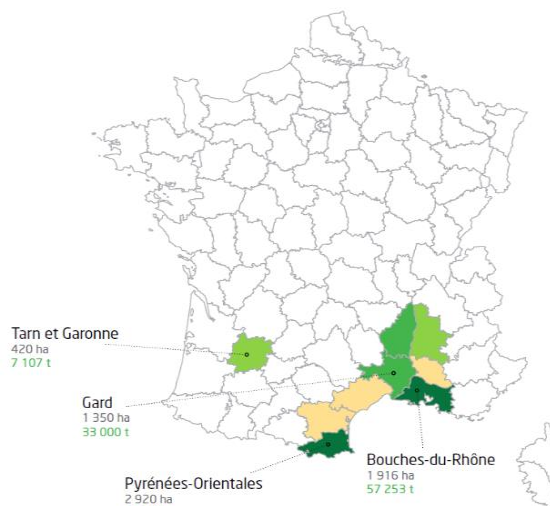 Tarn et Garonne
420 ha
7 107 t
Gard
1 350 ha
33 000 t
Bouches-du-Rhône
1 916 ha
57 253 t
Pyrénées-Orientales
2 920 ha